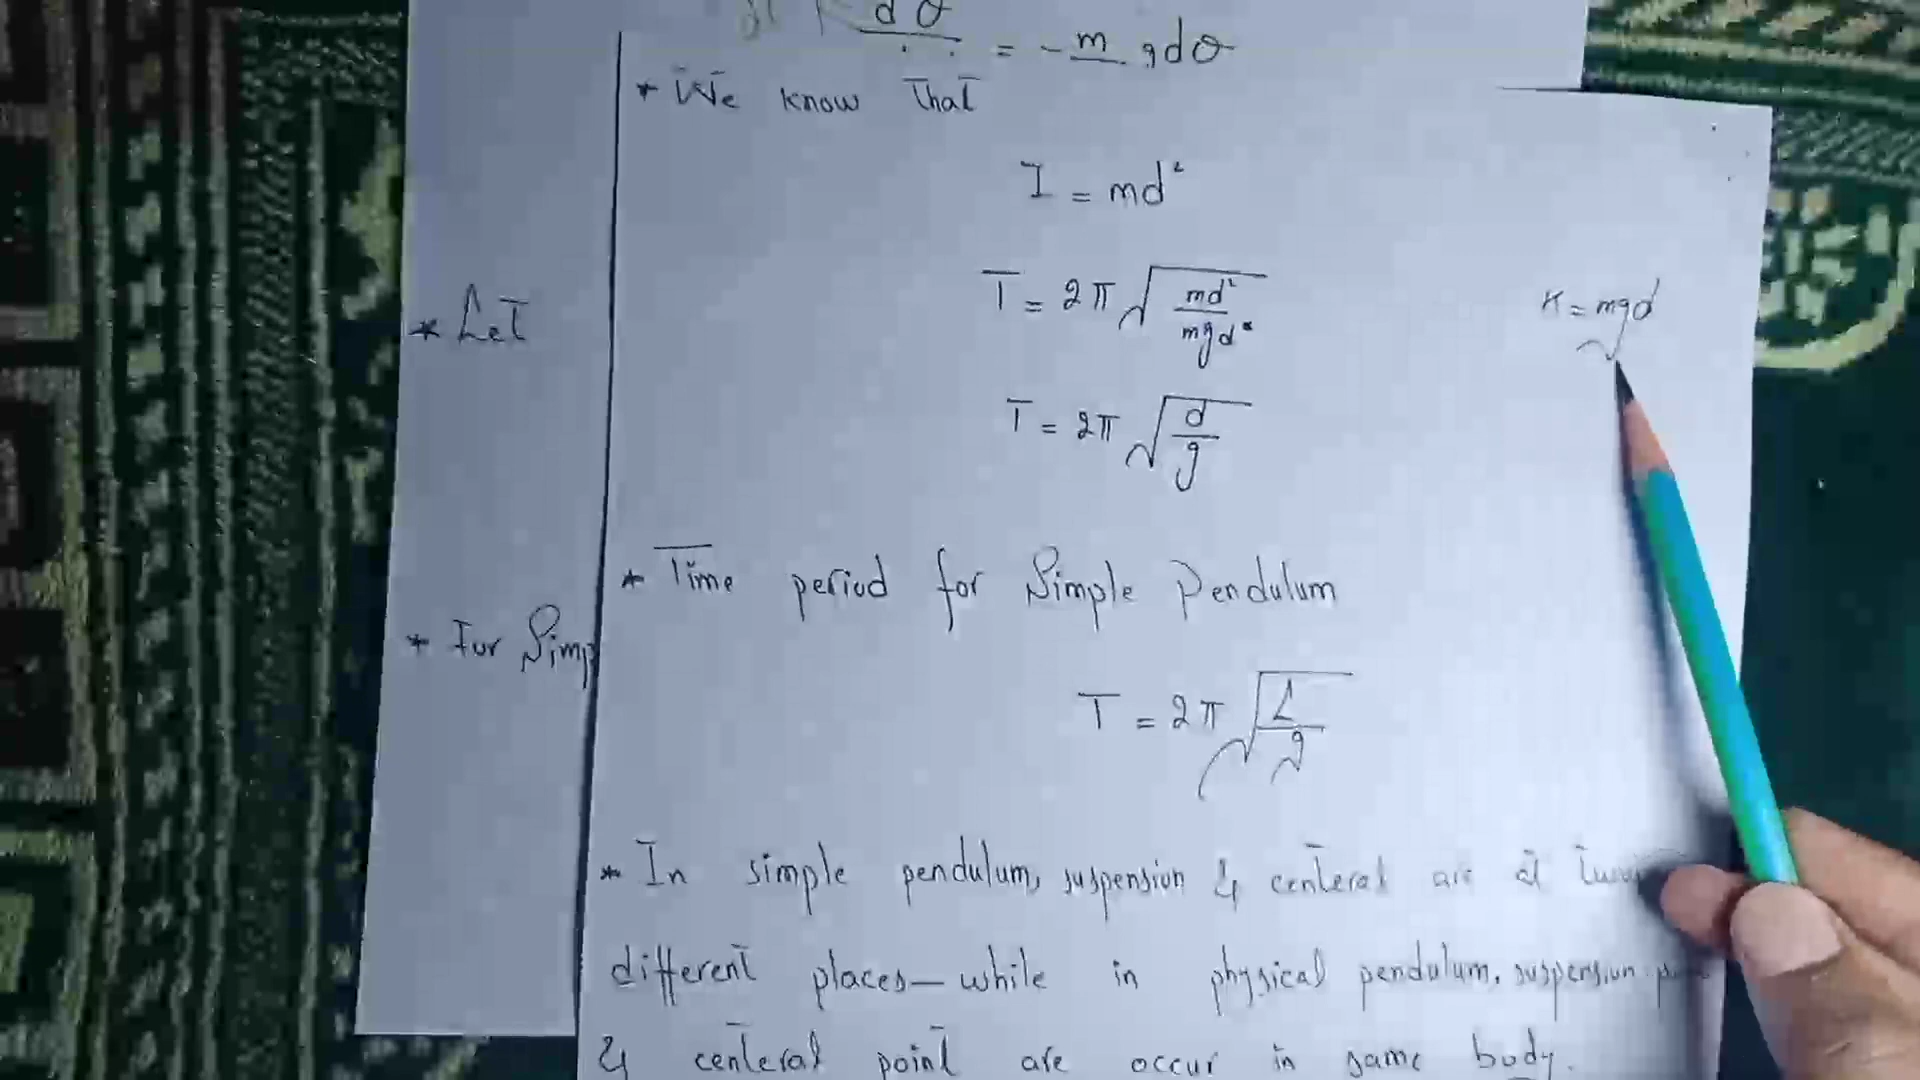 dθ = - m gdθ
* We know that
I = md²
T = 2π √(md²/mgd)
K = mgd
* Let
T = 2π √(d/g)
* Time period for Simple Pendulum
* For Simp
T = 2π √(L/g)
* In simple pendulum, suspension & centeral are at
different places – while in physical pendulum, suspension
& centeral point are occur in same body.